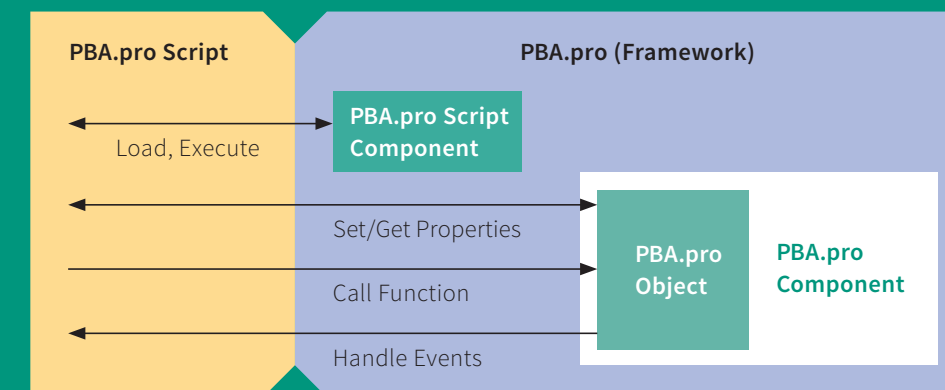 PBA.pro Script
PBA.pro (Framework)
PBA.pro Script
Component
Load, Execute
Set/Get Properties
PBA.pro
Object
PBA.pro
Component
Call Function
Handle Events